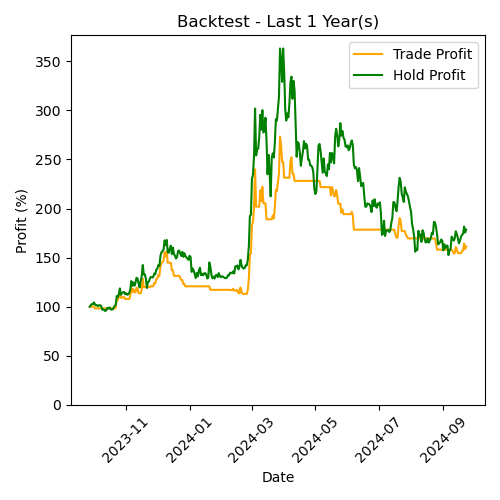 Backtest - Last 1 Year(s)
Trade Profit
Hold Profit
Profit (%)
350
300
250
200
150
100
50
0
2023-11
2024-01
2024-03
2024-05
2024-07
2024-09
Date